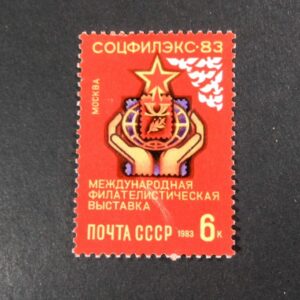 СОЦФИЛЭКС·83
МОСКВА
МЕЖДУНАРОДНАЯ
ФИЛАТЕЛИСТИЧЕСКАЯ
ВЫСТАВКА
ПОЧТА СССР 1983 6к